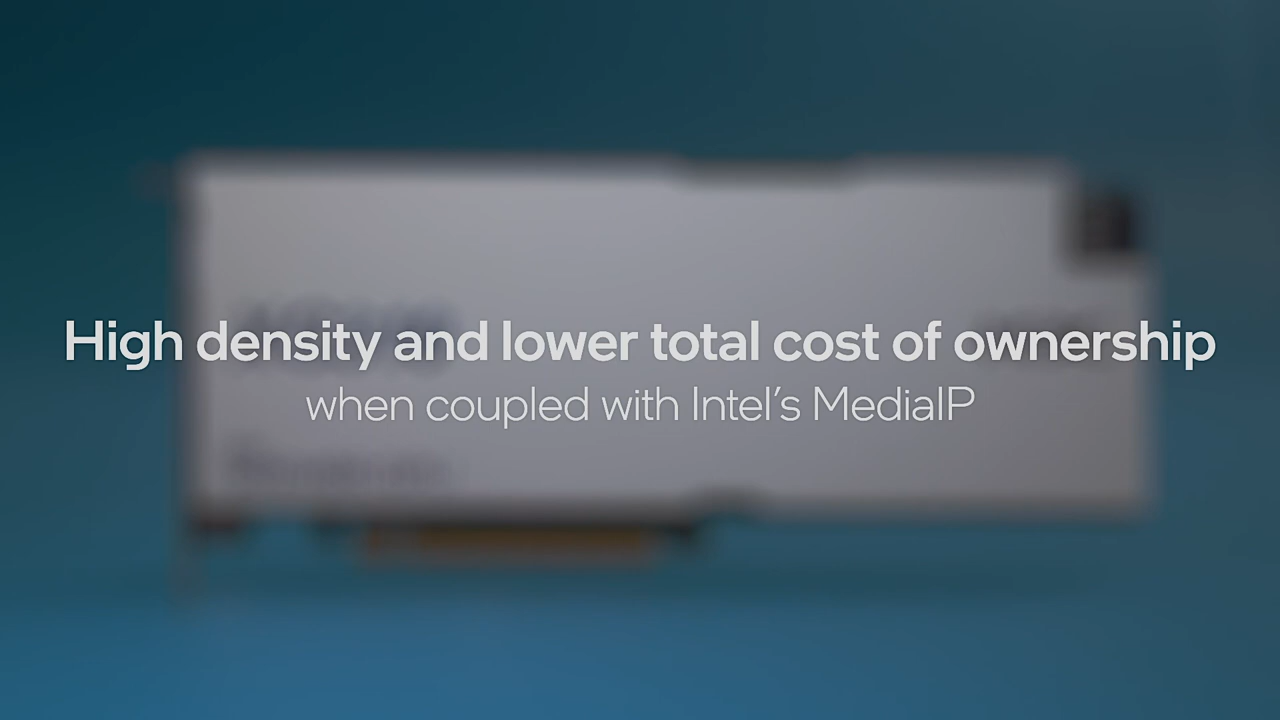 High density and lower total cost of ownership
when coupled with Intel's MediaIP